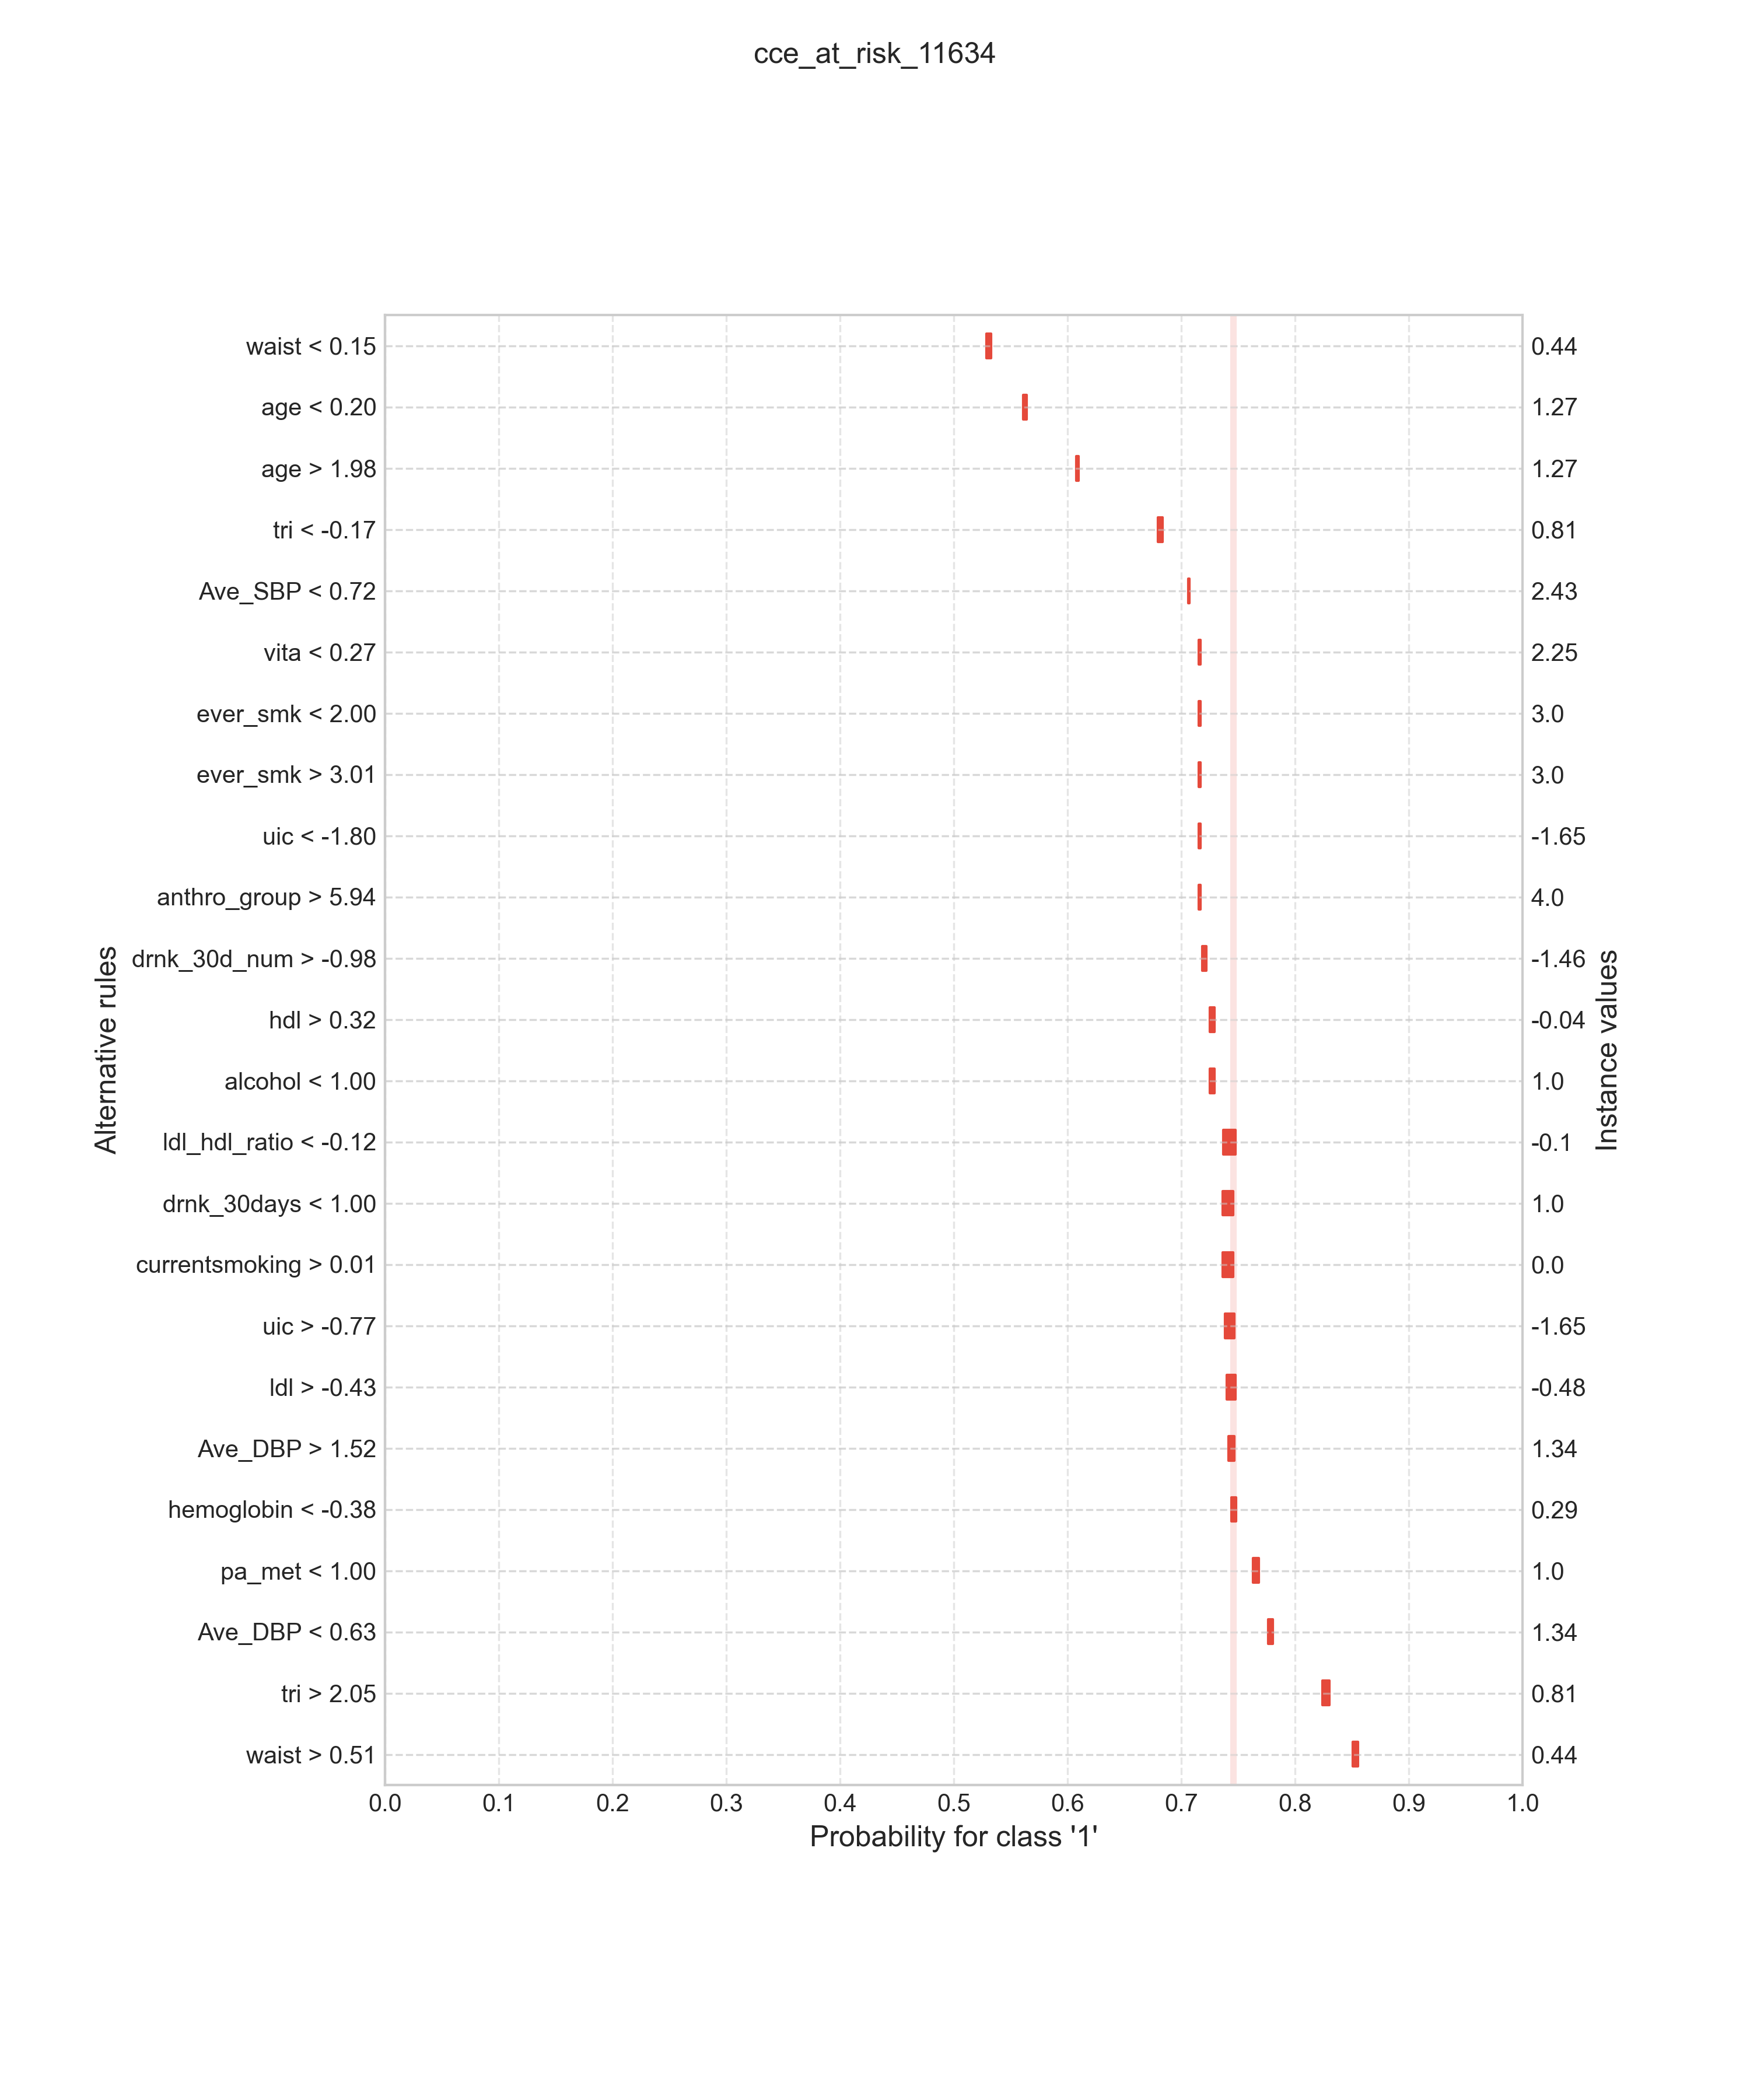 cce_at_risk_11634
waist < 0.15 0.44
age < 0.20 1.27
age > 1.98 1.27
tri < -0.17 0.81
Ave_SBP < 0.72 2.43
vita < 0.27 2.25
ever_smk < 2.00 3.0
ever_smk > 3.01 3.0
uic < -1.80 -1.65
anthro_group > 5.94 4.0
drnk_30d_num > -0.98 -1.46
hdl > 0.32 -0.04
alcohol < 1.00 1.0
ldl_hdl_ratio < -0.12 -0.1
drnk_30days < 1.00 1.0
currentsmoking > 0.01 0.0
uic > -0.77 -1.65
ldl > -0.43 -0.48
Ave_DBP > 1.52 1.34
hemoglobin < -0.38 0.29
pa_met < 1.00 1.0
Ave_DBP < 0.63 1.34
tri > 2.05 0.81
waist > 0.51 0.44
Alternative rules
Instance values
0.0 0.1 0.2 0.3 0.4 0.5 0.6 0.7 0.8 0.9 1.0
Probability for class '1'